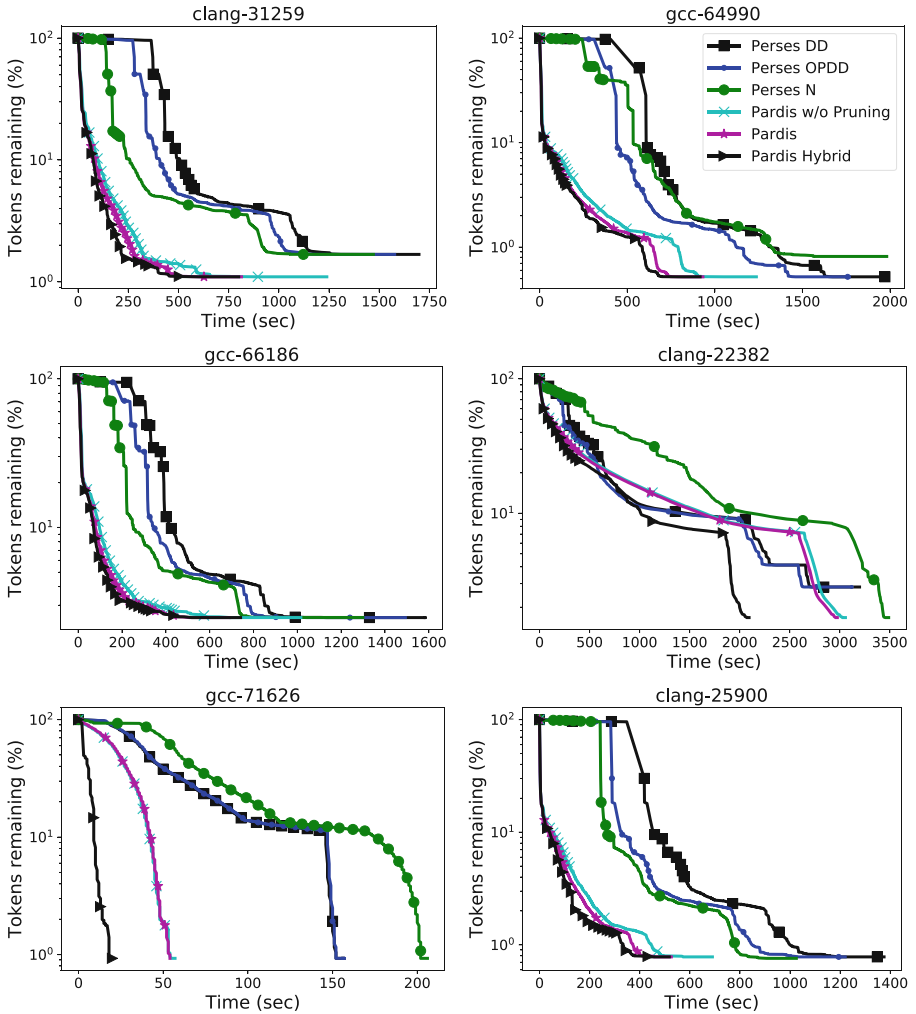 clang-31259
Tokens remaining (%)
10²
10¹
10⁰
0 250 500 750 1000 1250 1500 1750
Time (sec)
gcc-64990
Perses DD
Perses OPDD
Perses N
Pardis w/o Pruning
Pardis
Pardis Hybrid
Tokens remaining (%)
10²
10¹
10⁰
0 500 1000 1500 2000
Time (sec)
gcc-66186
Tokens remaining (%)
10²
10¹
0 200 400 600 800 1000 1200 1400 1600
Time (sec)
clang-22382
Tokens remaining (%)
10²
10¹
0 500 1000 1500 2000 2500 3000 3500
Time (sec)
gcc-71626
Tokens remaining (%)
10²
10¹
10⁰
0 50 100 150 200
Time (sec)
clang-25900
Tokens remaining (%)
10²
10¹
10⁰
0 200 400 600 800 1000 1200 1400
Time (sec)